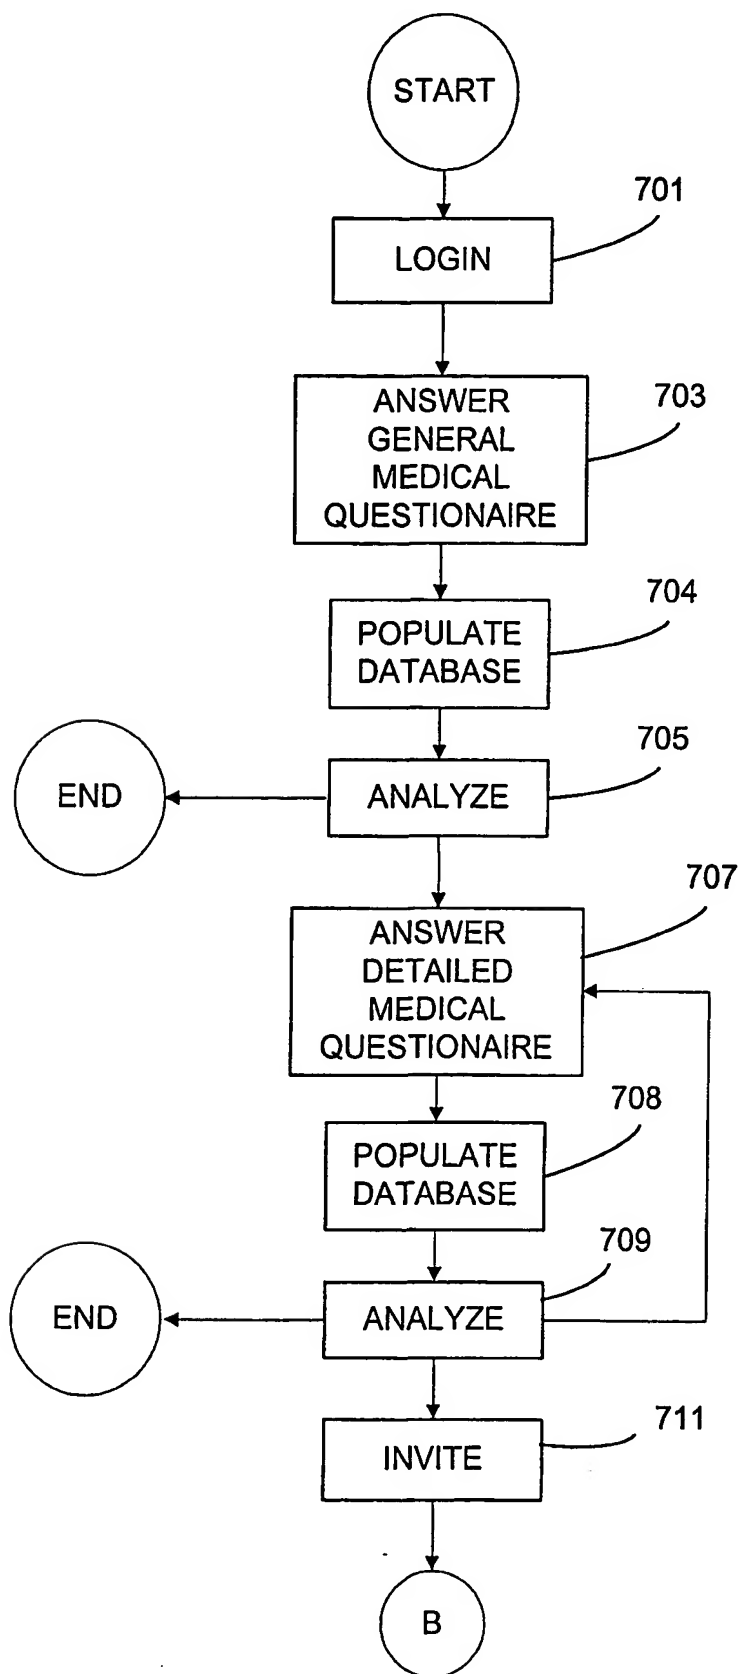 START
701
LOGIN
703
ANSWER
GENERAL
MEDICAL
QUESTIONAIRE
704
POPULATE
DATABASE
705
END
ANALYZE
707
ANSWER
DETAILED
MEDICAL
QUESTIONAIRE
708
POPULATE
DATABASE
709
END
ANALYZE
711
INVITE
B